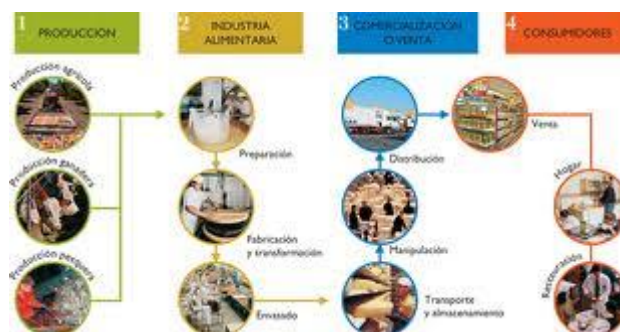 1 PRODUCCIÓN
2 INDUSTRIA
ALIMENTARIA
3 COMERCIALIZACIÓN
O VENTA
4 CONSUMIDORES
Producción agrícola
Producción ganadera
Producción pesquera
Preparación
Fabricación
y transformación
Envasado
Distribución
Manipulación
Transporte
y almacenamiento
Venta
Hogar
Restauración